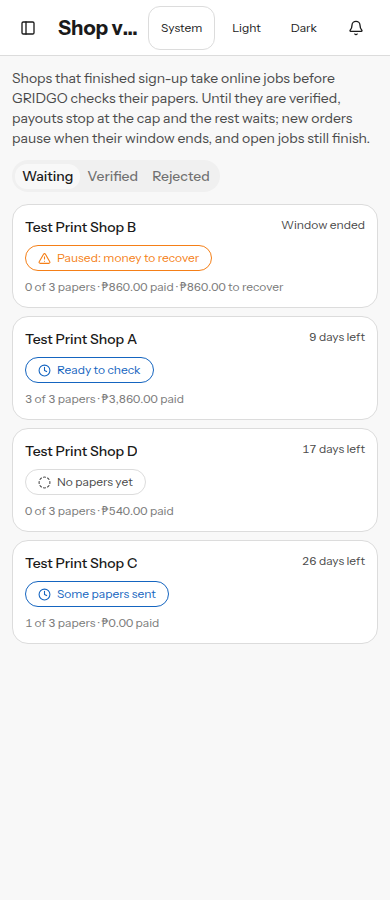 Shop v...
System
Light
Dark
Shops that finished sign-up take online jobs before
GRIDGO checks their papers. Until they are verified,
payouts stop at the cap and the rest waits; new orders
pause when their window ends, and open jobs still finish.
Waiting
Verified
Rejected
Test Print Shop B
Window ended
Paused: money to recover
0 of 3 papers · ₱860.00 paid · ₱860.00 to recover
Test Print Shop A
9 days left
Ready to check
3 of 3 papers · ₱3,860.00 paid
Test Print Shop D
17 days left
No papers yet
0 of 3 papers · ₱540.00 paid
Test Print Shop C
26 days left
Some papers sent
1 of 3 papers · ₱0.00 paid